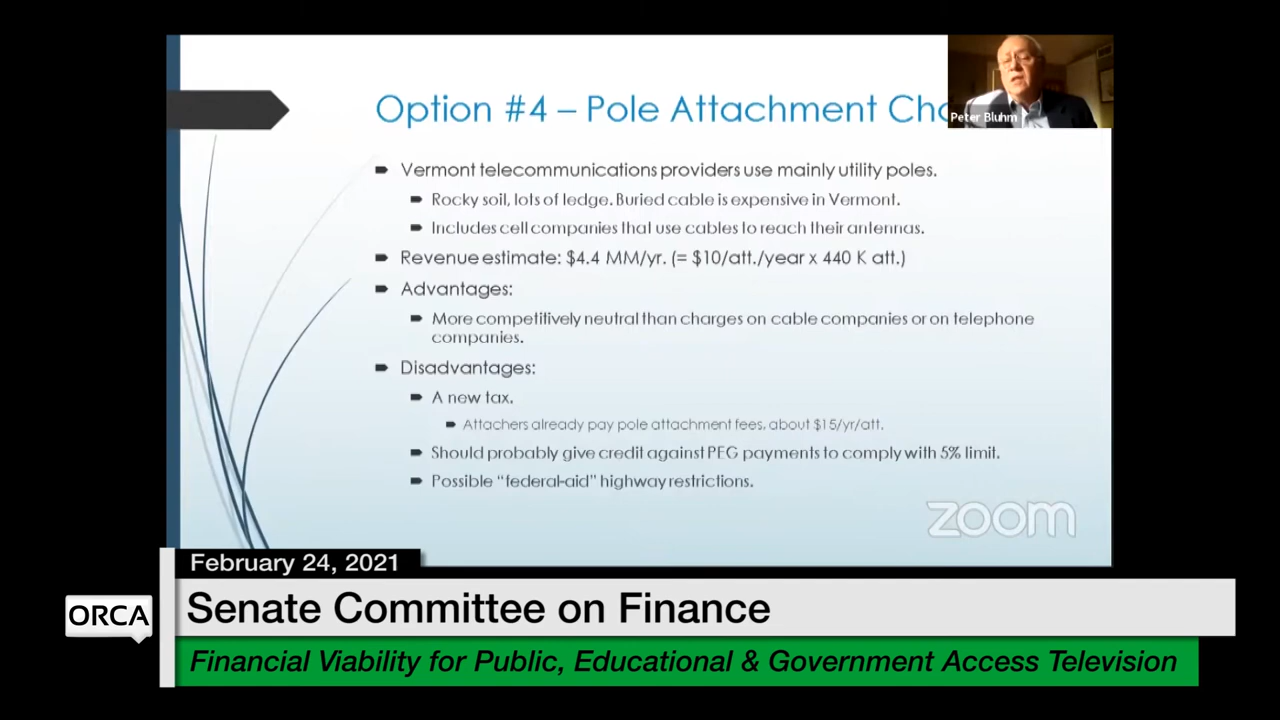 Option #4 – Pole Attachment Cha
Peter Bluhm
Vermont telecommunications providers use mainly utility poles.
Rocky soil, lots of ledge. Buried cable is expensive in Vermont.
Includes cell companies that use cables to reach their antennas.
Revenue estimate: $4.4 MM/yr. (= $10/att./year x 440 K att.)
Advantages:
More competitively neutral than charges on cable companies or on telephone
companies.
Disadvantages:
A new tax.
Attachers already pay pole attachment fees, about $15/yr/att.
Should probably give credit against PEG payments to comply with 5% limit.
Possible “federal-aid” highway restrictions.
zoom
February 24, 2021
ORCA
Senate Committee on Finance
Financial Viability for Public, Educational & Government Access Television